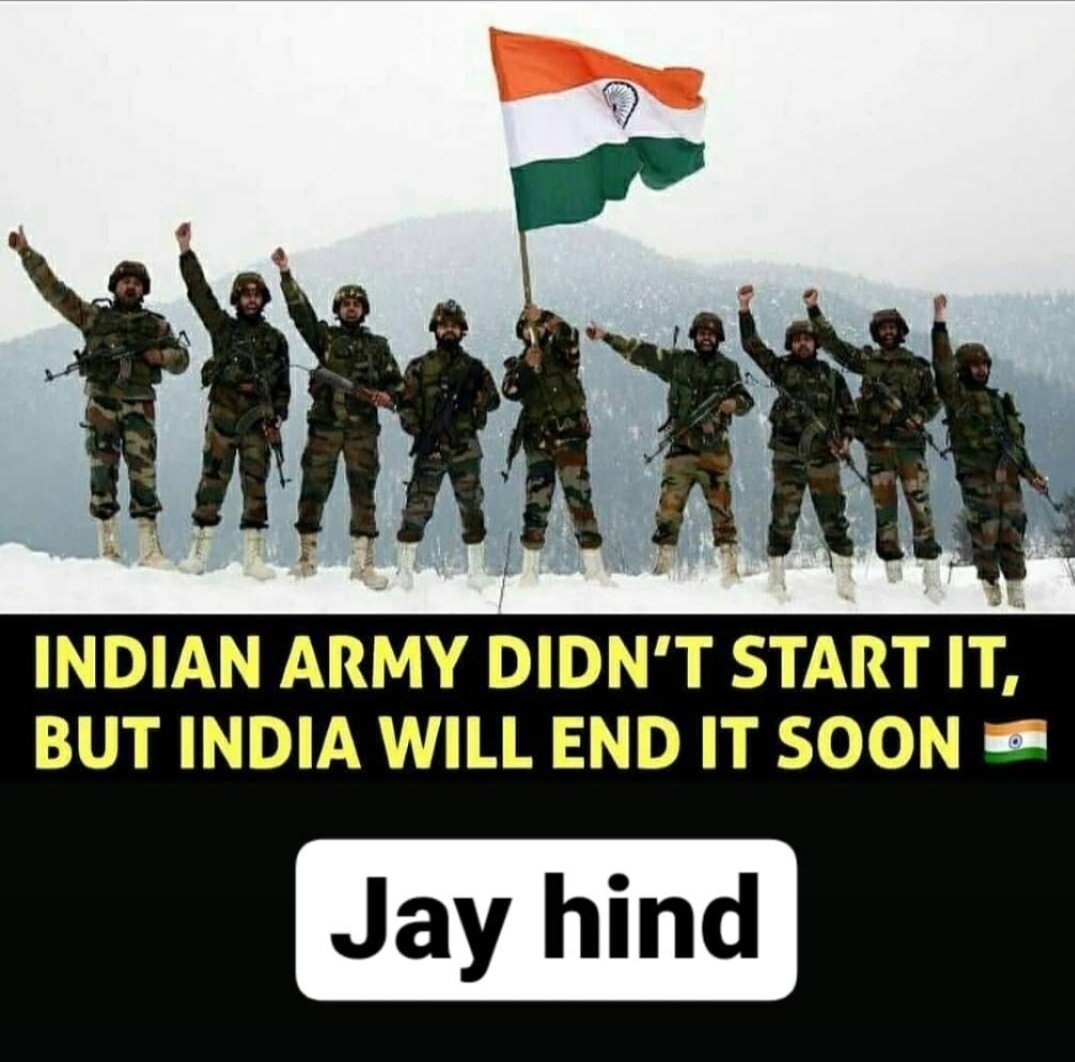 INDIAN ARMY DIDN'T START IT,
BUT INDIA WILL END IT SOON 🇮🇳
Jay hind